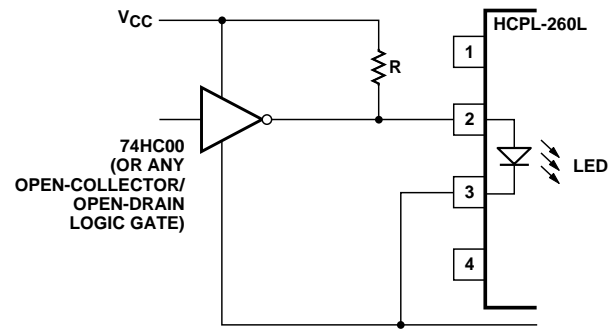 VCC
HCPL-260L
1
R
2
74HC00
(OR ANY
OPEN-COLLECTOR/
OPEN-DRAIN
LOGIC GATE)
LED
3
4